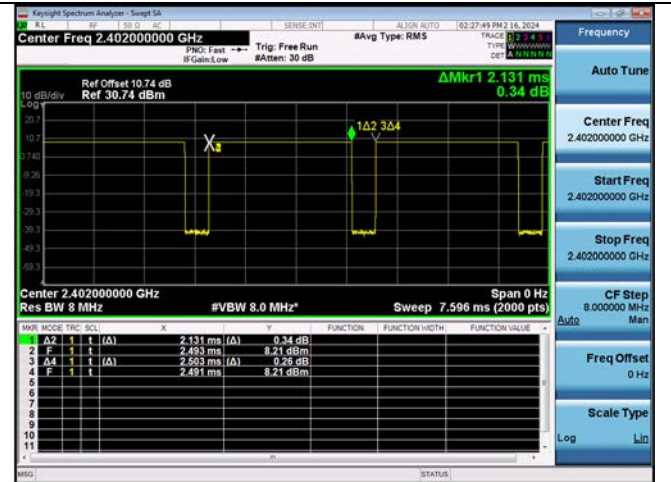 Keysight Spectrum Analyzer - Swept SA
RL RF 50 Ω AC SENSE:INT ALIGN AUTO 02:27:49 PM 2 16, 2024
Center Freq 2.402000000 GHz
PNO: Fast
IFGain:Low
Trig: Free Run
#Atten: 30 dB
#Avg Type: RMS
TRACE 1 2 3 4 5 6
TYPE WWWWWW
DET A N N N N N
Ref Offset 10.74 dB
10 dB/div Ref 30.74 dBm
Log
ΔMkr1 2.131 ms
0.34 dB
20.7
10.7
0.740
-9.26
-19.3
-29.3
-39.3
-49.3
-59.3
1Δ2 3Δ4
Center 2.402000000 GHz Span 0 Hz
Res BW 8 MHz #VBW 8.0 MHz* Sweep 7.596 ms (2000 pts)
MKR MODE TRC SCL X Y FUNCTION FUNCTION WIDTH FUNCTION VALUE
1 Δ2 1 t (Δ) 2.131 ms (Δ) 0.34 dB
2 F 1 t 2.493 ms 8.21 dBm
3 Δ4 1 t (Δ) 2.503 ms (Δ) 0.26 dB
4 F 1 t 2.491 ms 8.21 dBm
5
6
7
8
9
10
11
MSG STATUS
Frequency
Auto Tune
Center Freq
2.402000000 GHz
Start Freq
2.402000000 GHz
Stop Freq
2.402000000 GHz
CF Step
8.000000 MHz
Auto Man
Freq Offset
0 Hz
Scale Type
Log Lin